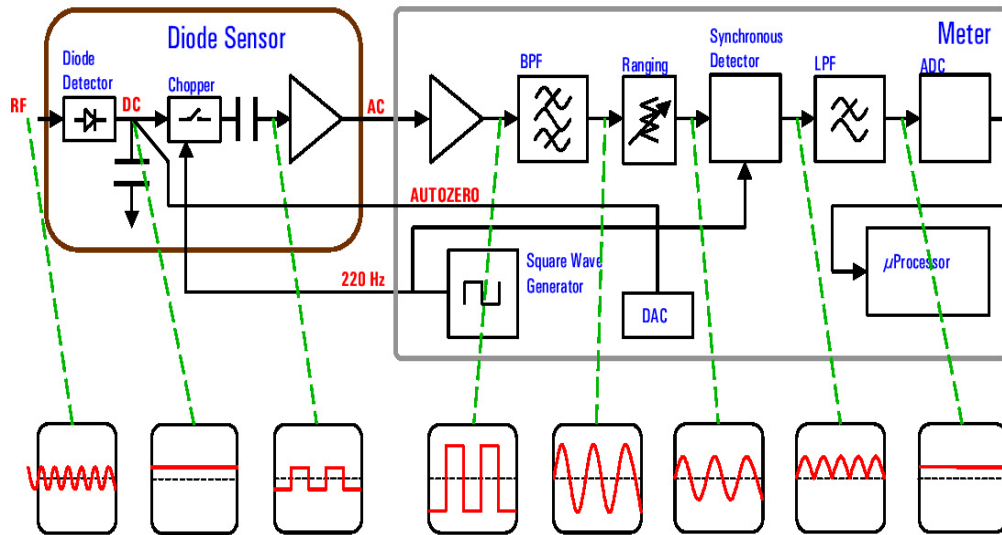 Diode Sensor
Meter
Diode
Detector
Chopper
BPF
Ranging
Synchronous
Detector
LPF
ADC
RF
DC
AC
AUTOZERO
220 Hz
Square Wave
Generator
DAC
µProcessor